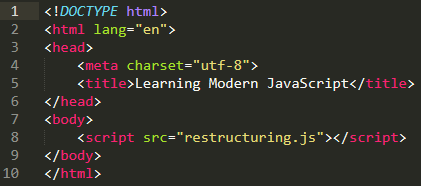 1 <!DOCTYPE html>
2 <html lang="en">
3 <head>
4     <meta charset="utf-8">
5     <title>Learning Modern JavaScript</title>
6 </head>
7 <body>
8     <script src="restructuring.js"></script>
9 </body>
10 </html>